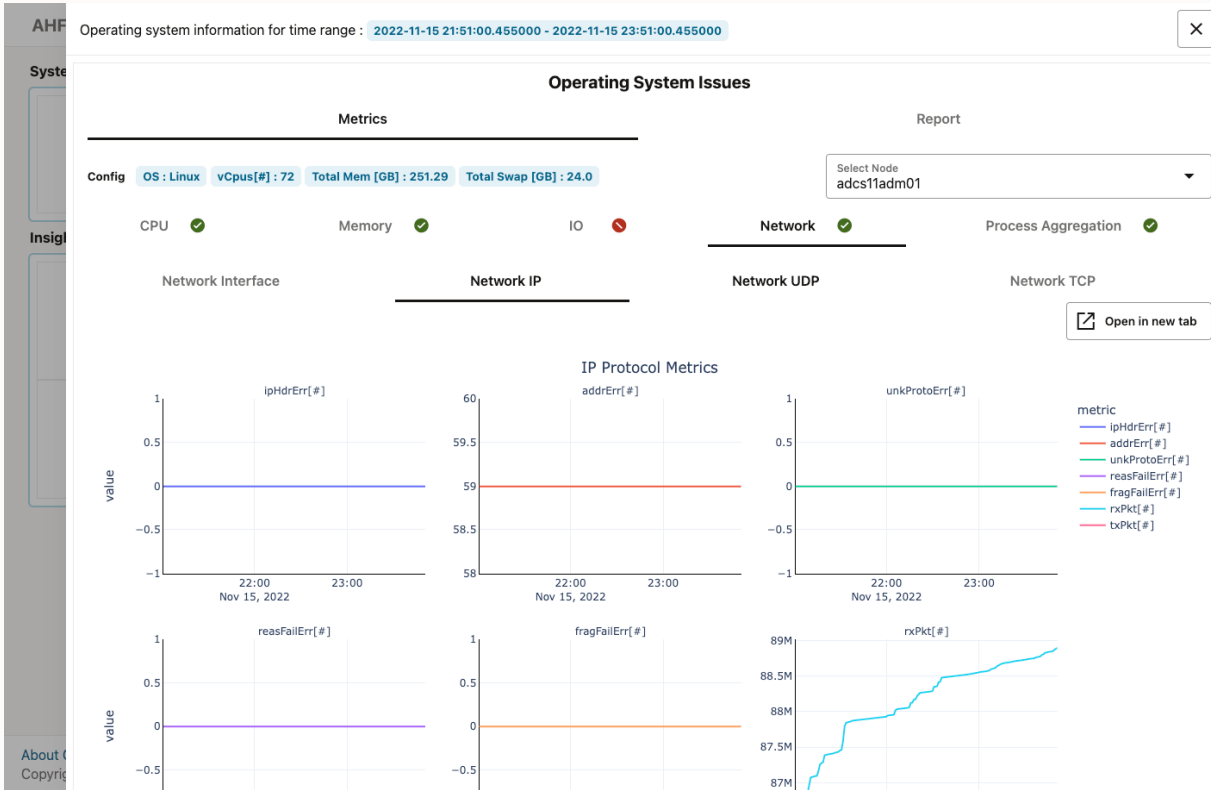 AHF
Operating system information for time range : 2022-11-15 21:51:00.455000 - 2022-11-15 23:51:00.455000
Syste
Operating System Issues
Metrics Report
Config OS : Linux vCpus[#] : 72 Total Mem [GB] : 251.29 Total Swap [GB] : 24.0
Select Node
adcs11adm01
CPU Memory IO Network Process Aggregation
Insigh
Network Interface Network IP Network UDP Network TCP
Open in new tab
IP Protocol Metrics
ipHdrErr[#] addrErr[#] unkProtoErr[#]
1 60 1
0.5 59.5 0.5
0 59 0
−0.5 58.5 −0.5
−1 58 −1
value
22:00 23:00 22:00 23:00 22:00 23:00
Nov 15, 2022 Nov 15, 2022 Nov 15, 2022
metric
ipHdrErr[#]
addrErr[#]
unkProtoErr[#]
reasFailErr[#]
fragFailErr[#]
rxPkt[#]
txPkt[#]
reasFailErr[#] fragFailErr[#] rxPkt[#]
1 1 89M
0.5 0.5 88.5M
88M
0 0
value
87.5M
−0.5 −0.5
87M
About
Copyrig